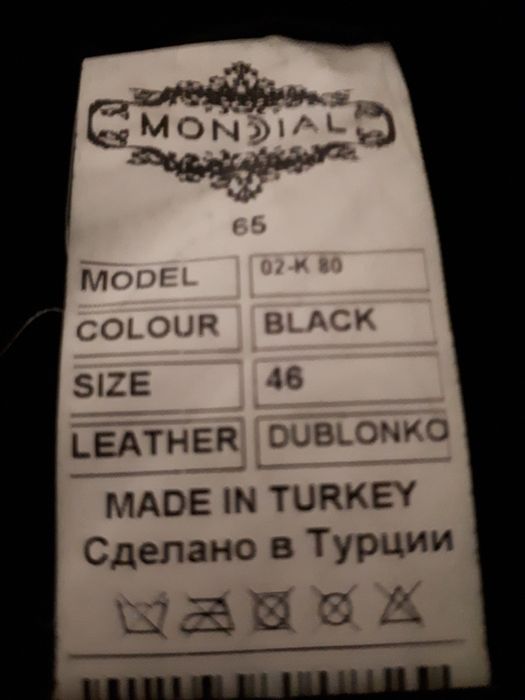 MONDIAL
65
MODEL 02-K 80
COLOUR BLACK
SIZE 46
LEATHER DUBLONKO
MADE IN TURKEY
Сделано в Турции